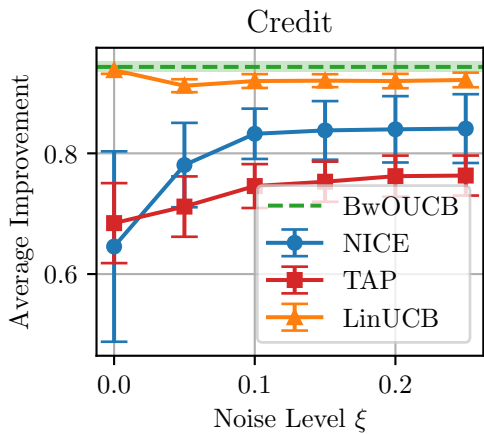 Credit
Average Improvement
0.8
0.6
BwOUCB
NICE
TAP
LinUCB
0.0
0.1
0.2
Noise Level ξ